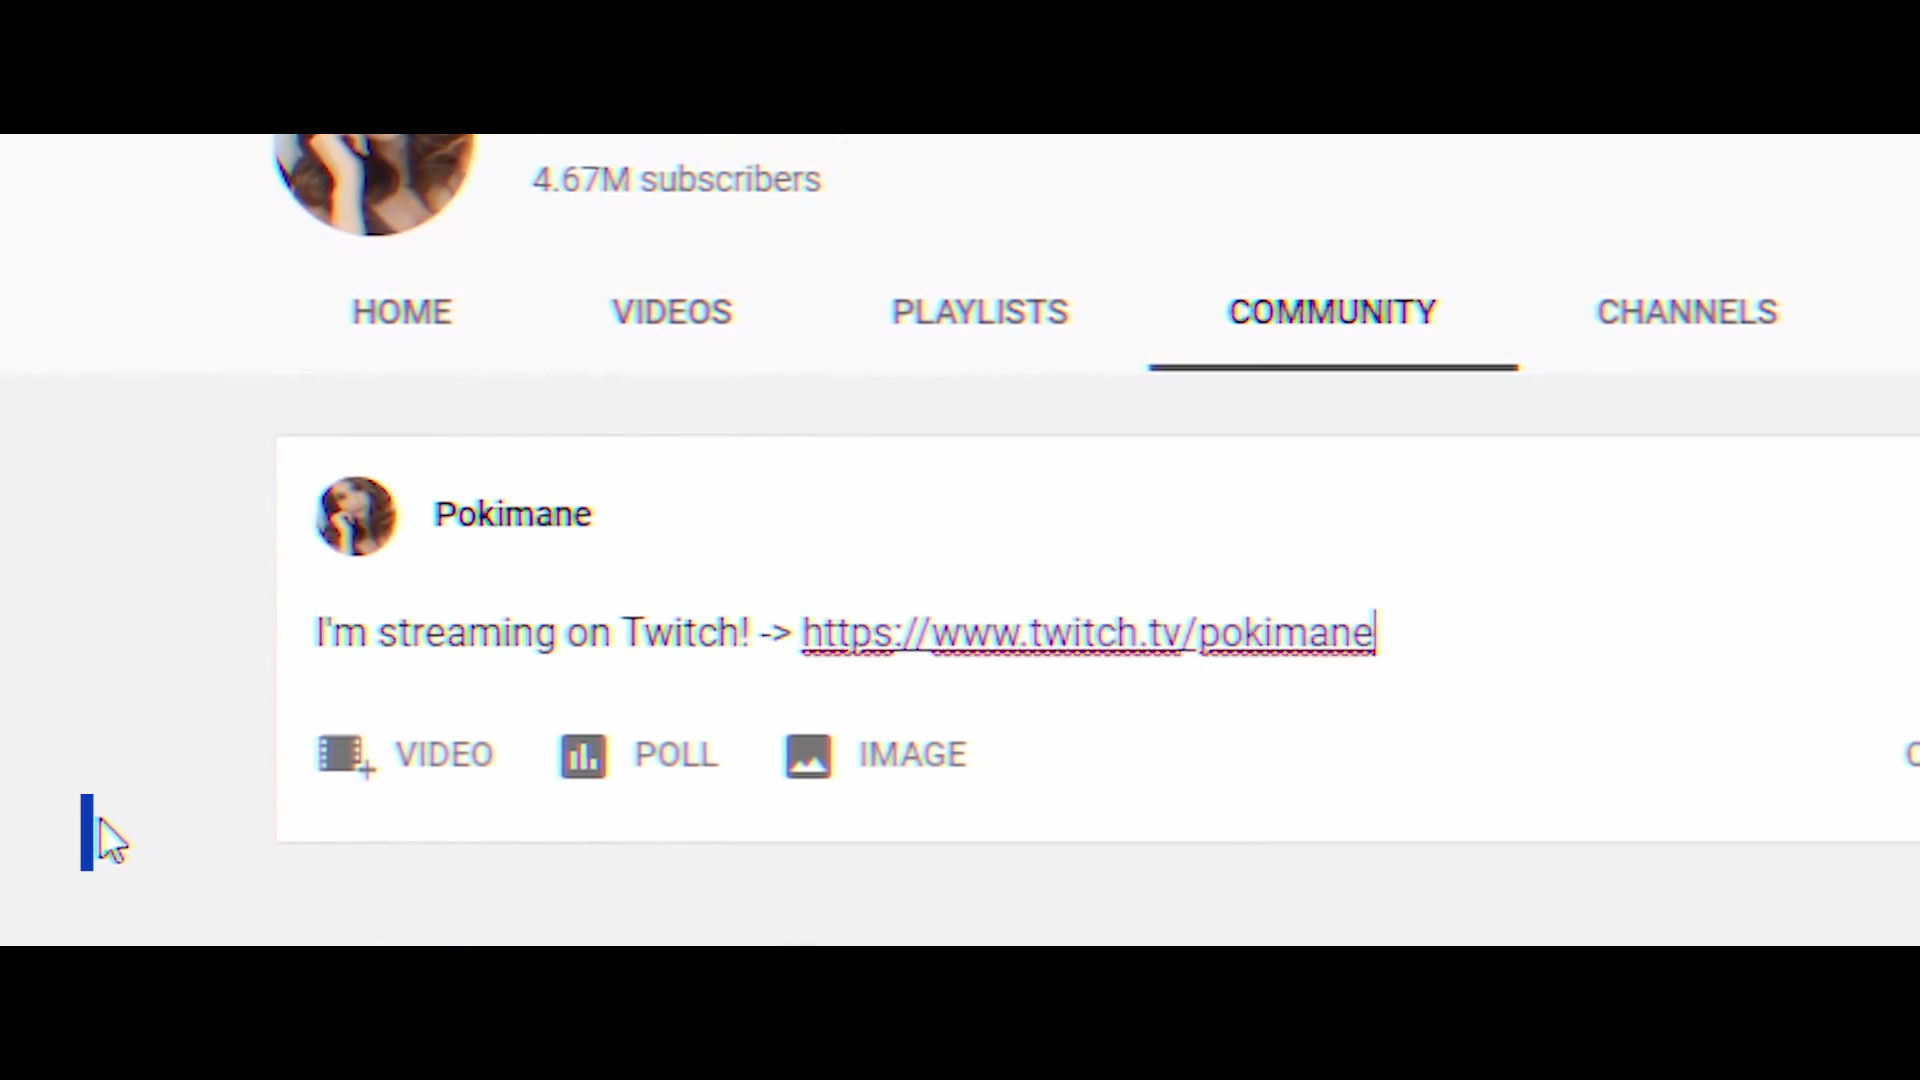 4.67M subscribers
HOME VIDEOS PLAYLISTS COMMUNITY CHANNELS
Pokimane
I'm streaming on Twitch! -> https://www.twitch.tv/pokimane
VIDEO POLL IMAGE